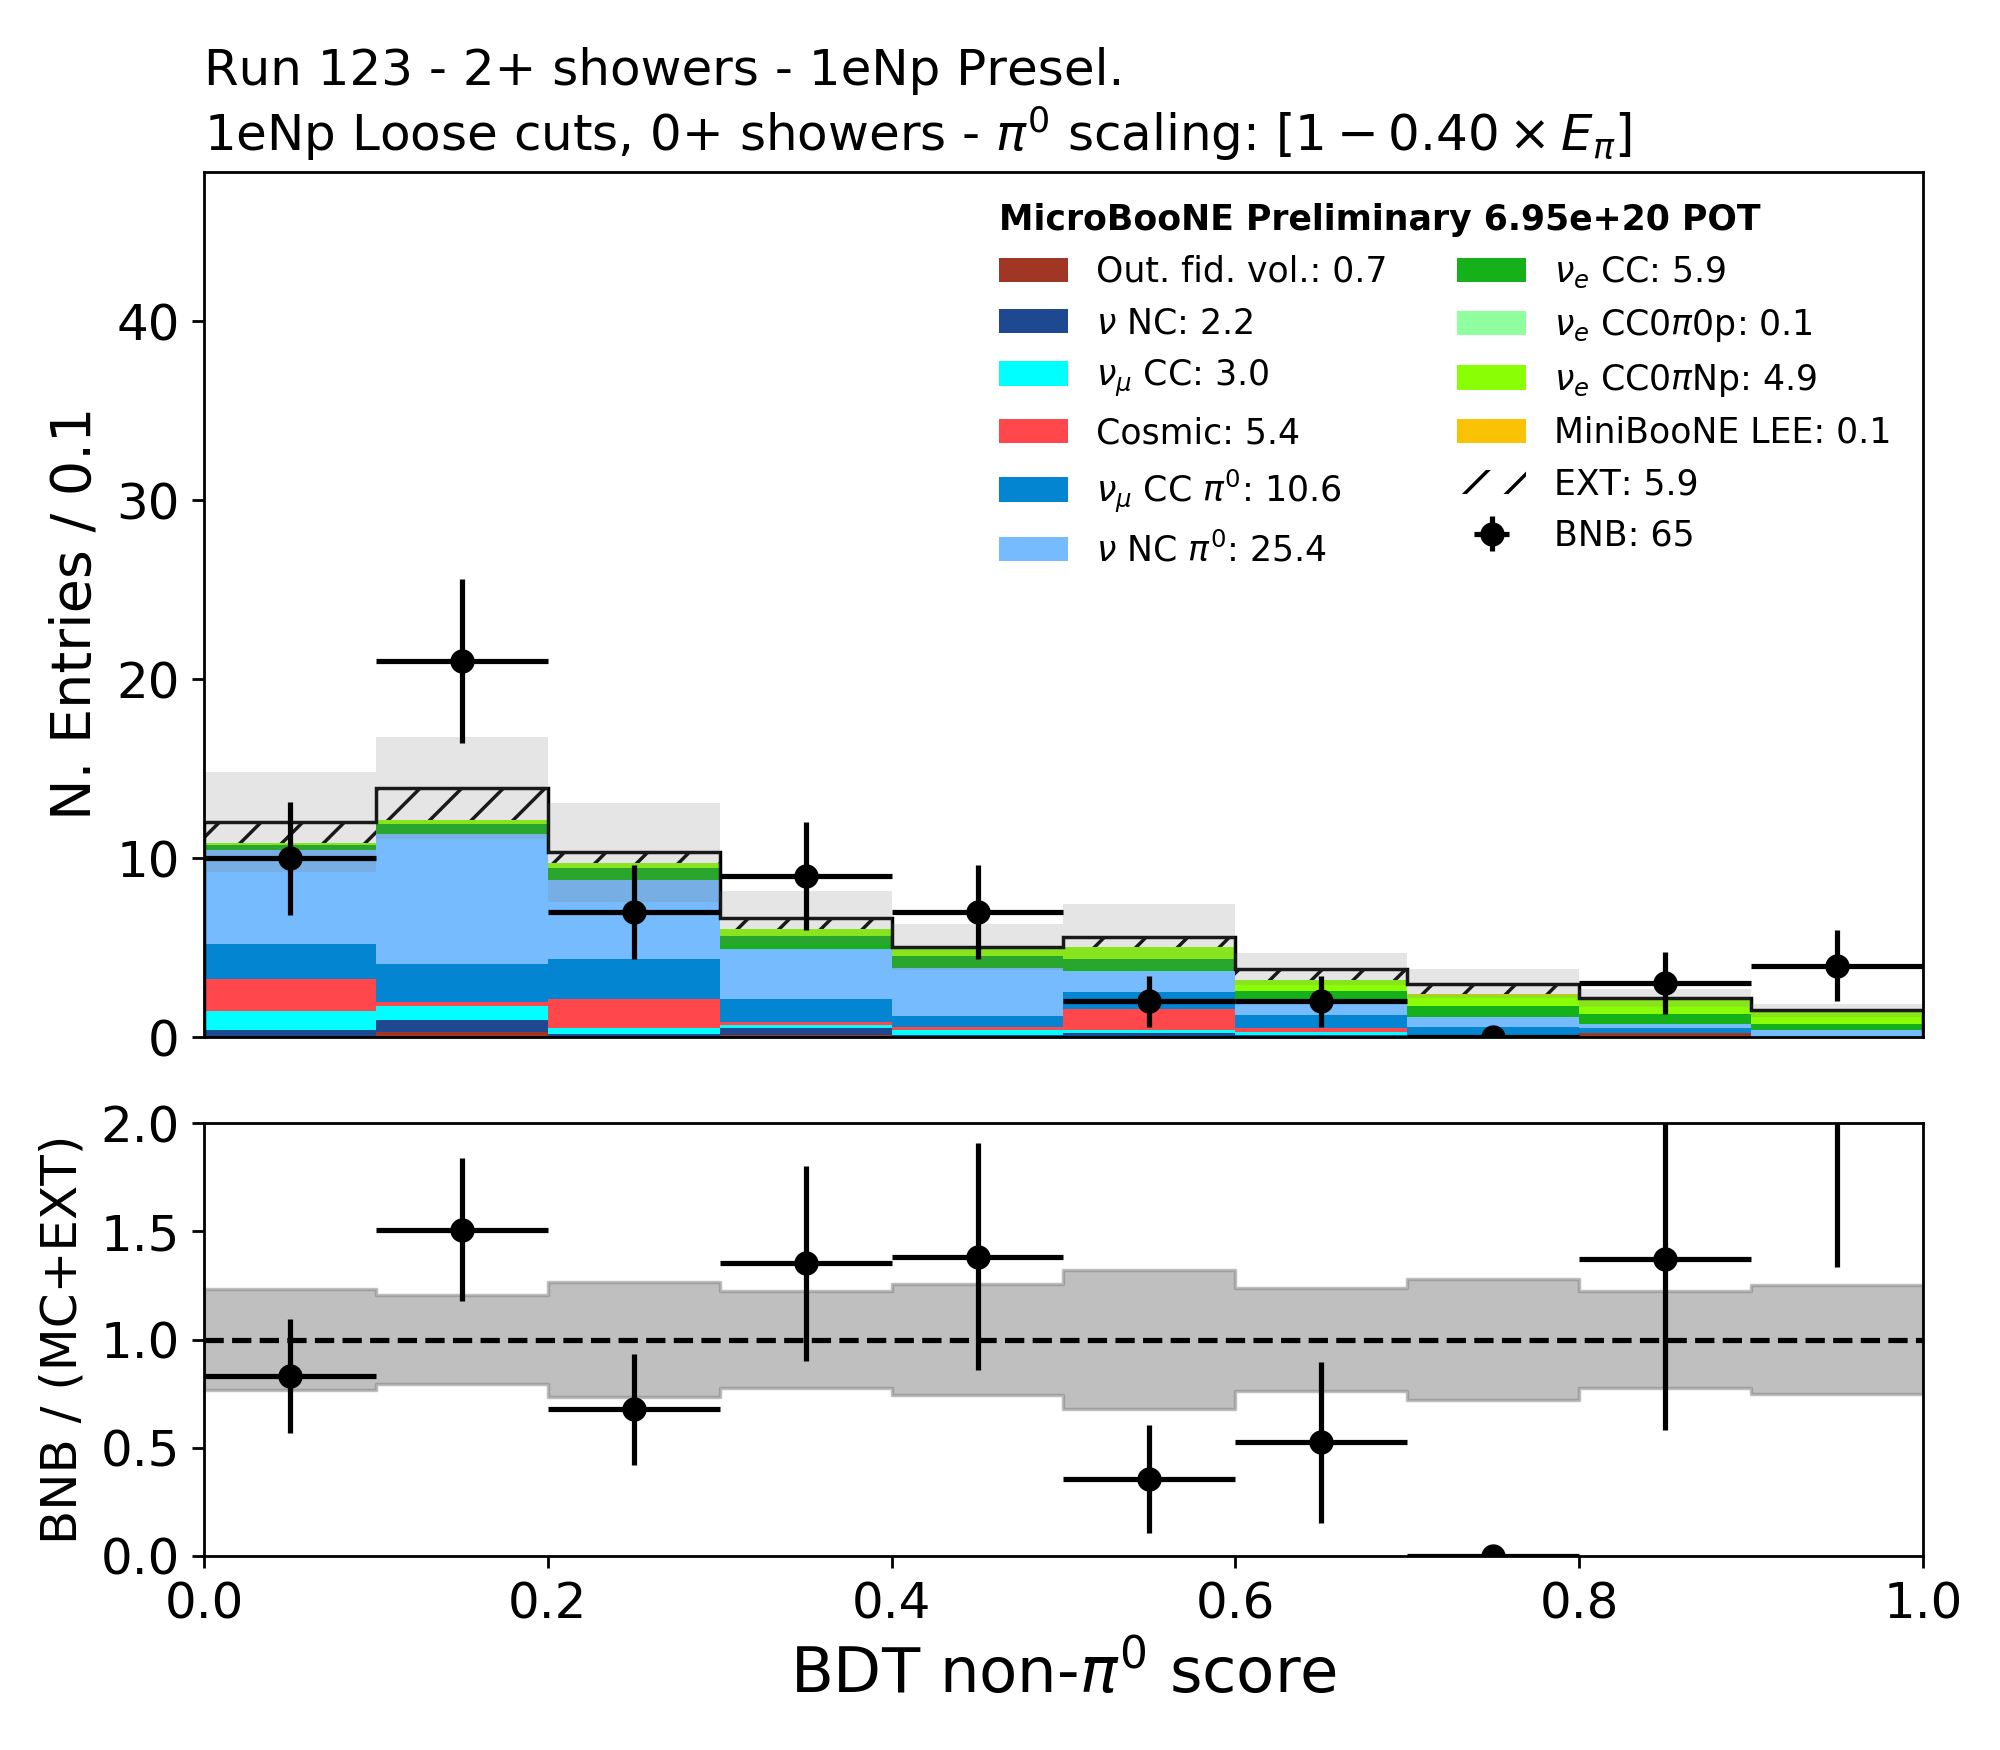 Run 123 - 2+ showers - 1eNp Presel.
1eNp Loose cuts, 0+ showers - π⁰ scaling: [1 − 0.40 × E_π]
MicroBooNE Preliminary 6.95e+20 POT
Out. fid. vol.: 0.7
ν NC: 2.2
ν_μ CC: 3.0
Cosmic: 5.4
ν_μ CC π⁰: 10.6
ν NC π⁰: 25.4
ν_e CC: 5.9
ν_e CC0π0p: 0.1
ν_e CC0πNp: 4.9
MiniBooNE LEE: 0.1
EXT: 5.9
BNB: 65
N. Entries / 0.1
40
30
20
10
0
BNB / (MC+EXT)
2.0
1.5
1.0
0.5
0.0
0.0 0.2 0.4 0.6 0.8 1.0
BDT non-π⁰ score